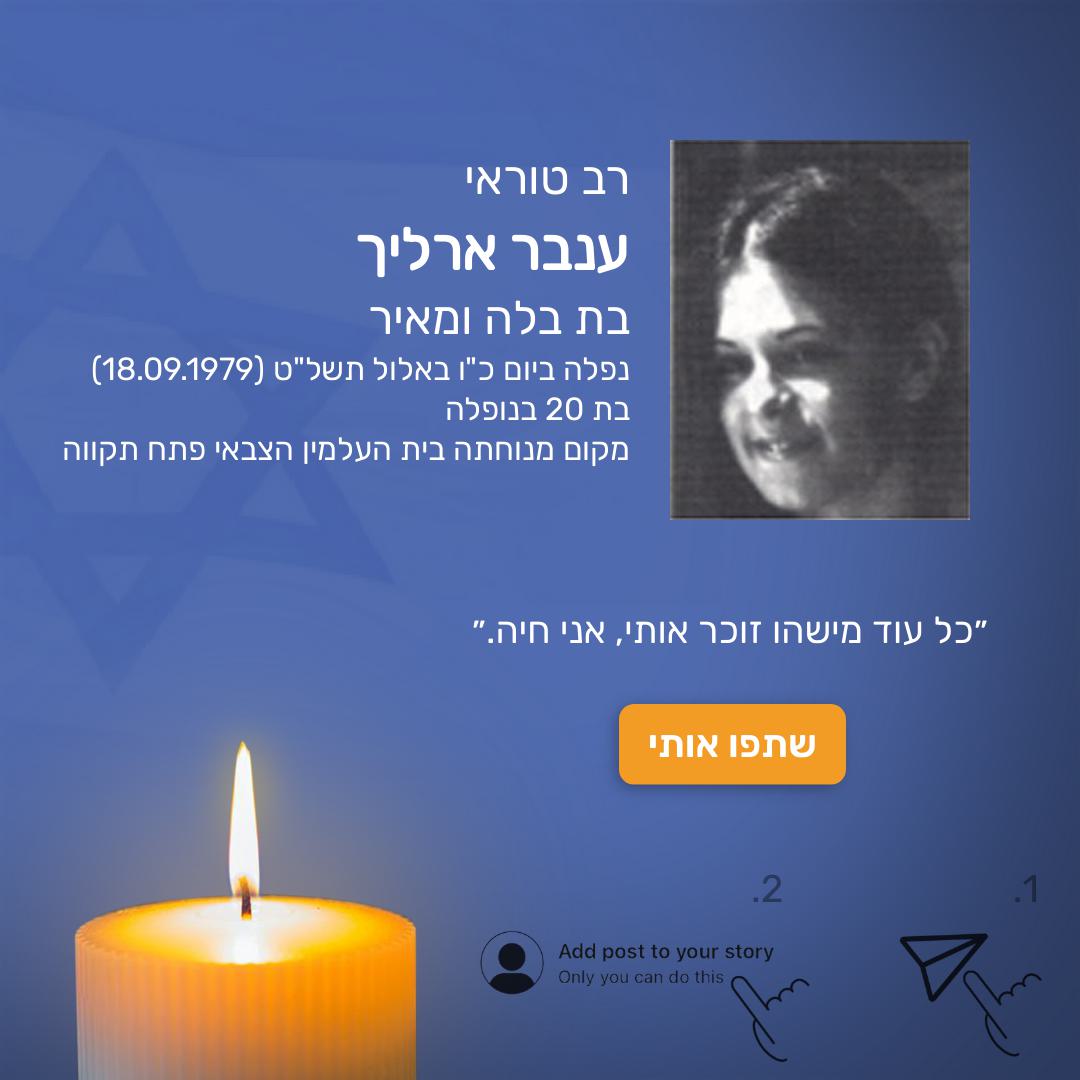 רב טוראי
ענבר ארליך
בת בלה ומאיר
נפלה ביום כ"ו באלול תשל"ט (18.09.1979)
בת 20 בנופלה
מקום מנוחתה בית העלמין הצבאי פתח תקווה
״כל עוד מישהו זוכר אותי, אני חיה.״
שתפו אותי
1.
2.
Add post to your story
Only you can do this